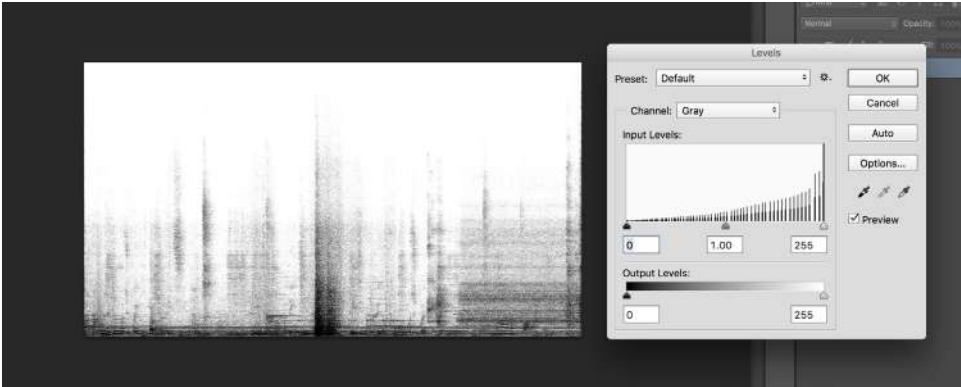 Normal Opacity: 100%
Levels
Preset: Default
OK
Channel: Gray
Cancel
Input Levels:
Auto
Options...
Preview
0 1.00 255
Output Levels:
0 255